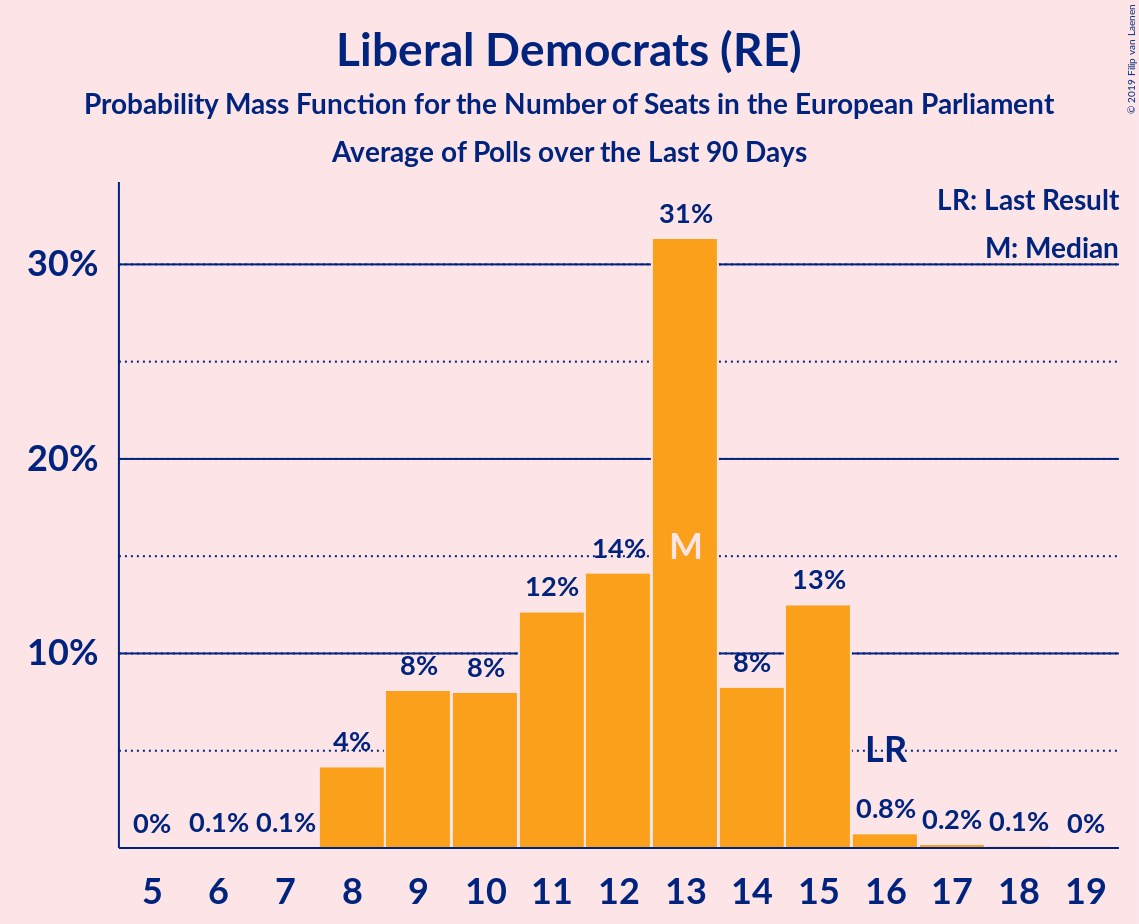 Liberal Democrats (RE)
Probability Mass Function for the Number of Seats in the European Parliament
Average of Polls over the Last 90 Days
© 2019 Filip van Laenen
LR: Last Result
M: Median
31%
30%
20%
14%
M
12%
13%
10%
8%
8%
8%
4%
LR
0%
0.1%
0.1%
0.8%
0.2%
0.1%
0%
5 6 7 8 9 10 11 12 13 14 15 16 17 18 19